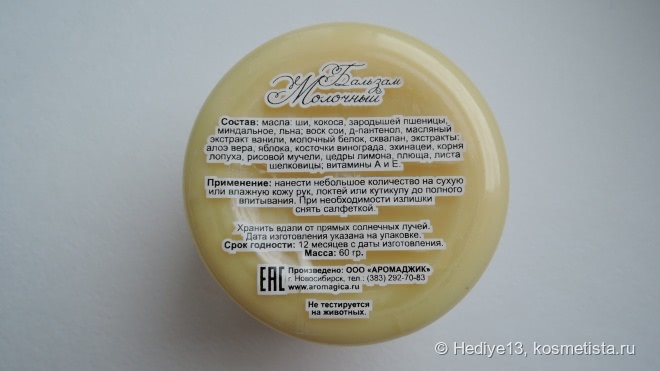 Бальзам
Молочный
Состав: масла: ши, кокоса, зародышей пшеницы,
миндальное, льна; воск сои, д-пантенол, масляный
экстракт ванили, молочный белок, сквалан, экстракты:
алоэ вера, яблока, косточки винограда, эхинацеи, корня
лопуха, рисовой мучели, цедры лимона, плюща, листа
шелковицы; витамины А и Е.
Применение: нанести небольшое количество на сухую
или влажную кожу рук, локтей или кутикулу до полного
впитывания. При необходимости излишки
снять салфеткой.
Хранить вдали от прямых солнечных лучей.
Дата изготовления указана на упаковке.
Срок годности: 12 месяцев с даты изготовления.
Масса: 60 гр.
EAC Произведено: ООО «АРОМАДЖИК»
г. Новосибирск, тел.: (383) 292-70-83
www.aromagica.ru
Не тестируется
на животных.
© Hediye13, kosmetista.ru